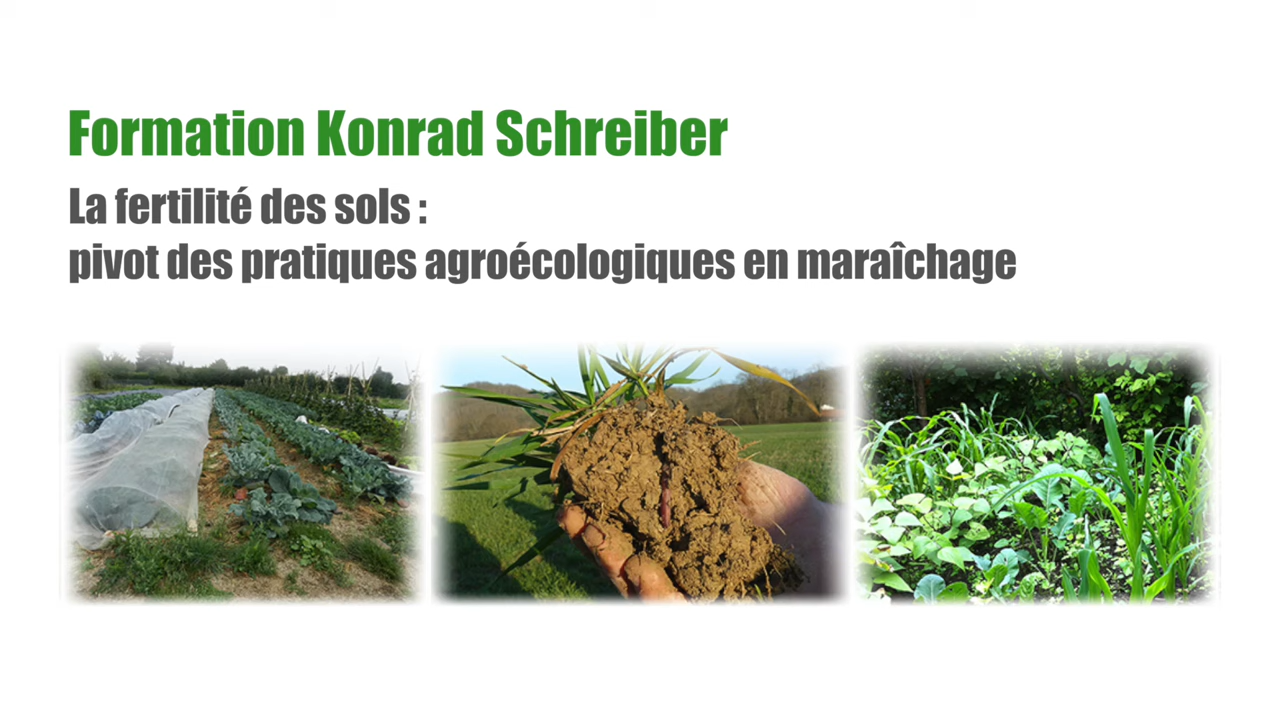 Formation Konrad Schreiber
La fertilité des sols :
pivot des pratiques agroécologiques en maraîchage